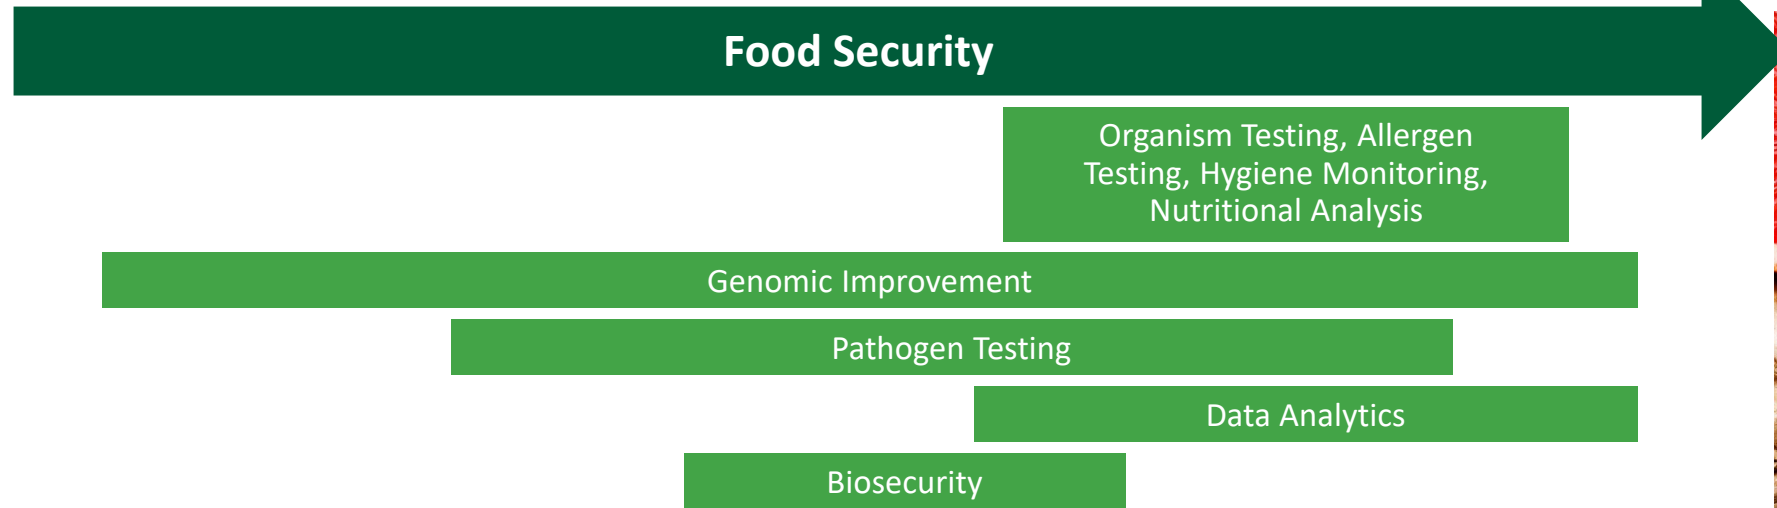 Food Security
Organism Testing, Allergen
Testing, Hygiene Monitoring,
Nutritional Analysis
Genomic Improvement
Pathogen Testing
Data Analytics
Biosecurity